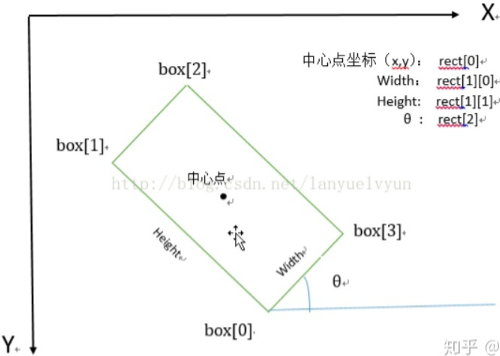 X
中心点坐标（x,y）： rect[0]
Width： rect[1][0]
Height: rect[1][1]
θ ： rect[2]
box[2]
box[1]
中心点
http://blog.csdn.net/lanyuelvyun
box[3]
Height
Width
θ
box[0]
Y
知乎 @